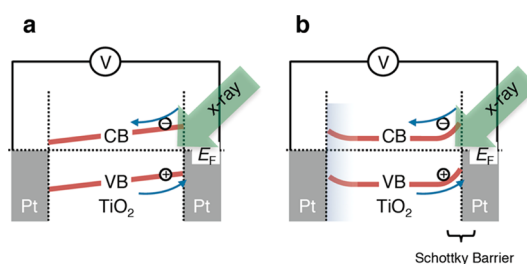 a
V
x-ray
CB
EF
VB
TiO2
Pt
Pt
b
V
x-ray
CB
EF
VB
TiO2
Pt
Pt
Schottky Barrier